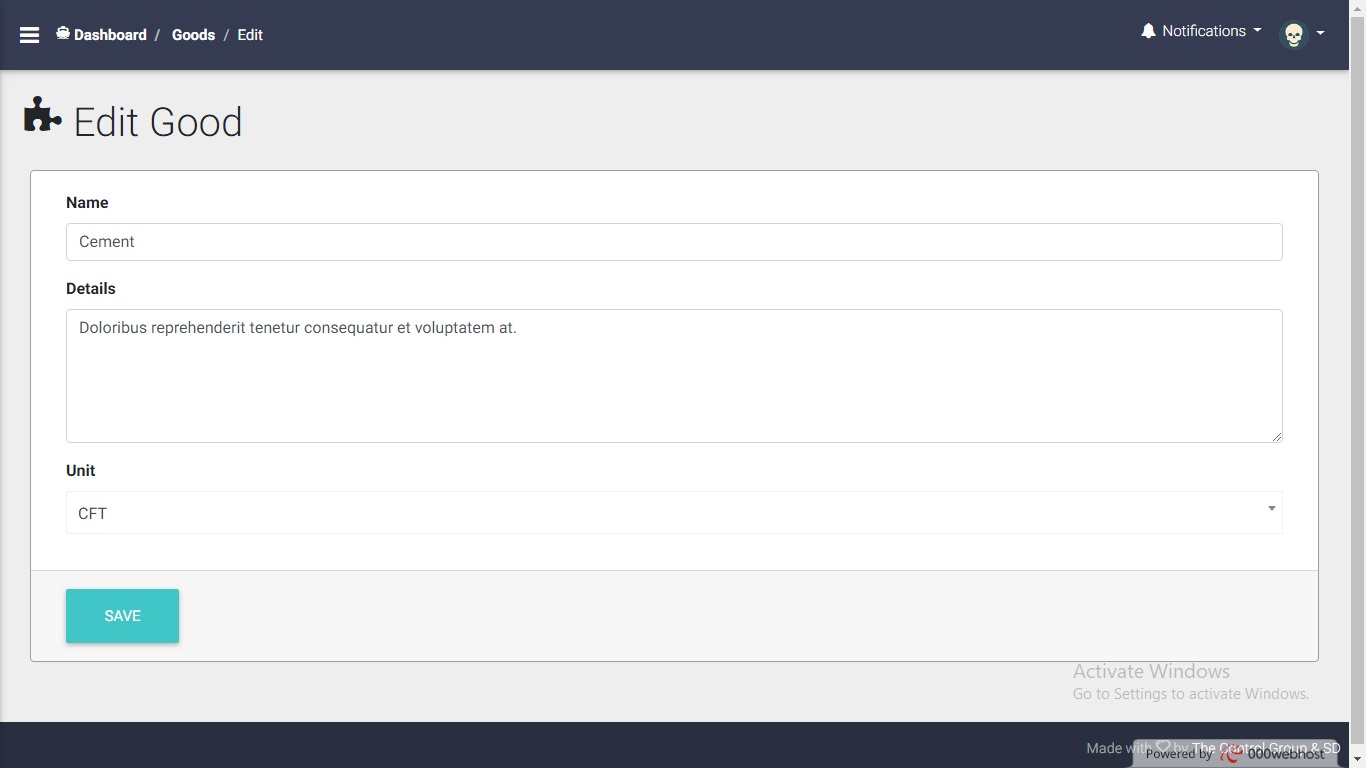 Dashboard / Goods / Edit
Notifications
Edit Good
Name
Cement
Details
Doloribus reprehenderit tenetur consequatur et voluptatem at.
Unit
CFT
SAVE
Activate Windows
Go to Settings to activate Windows.
Made with by The Control Group & SD
Powered by 000webhost